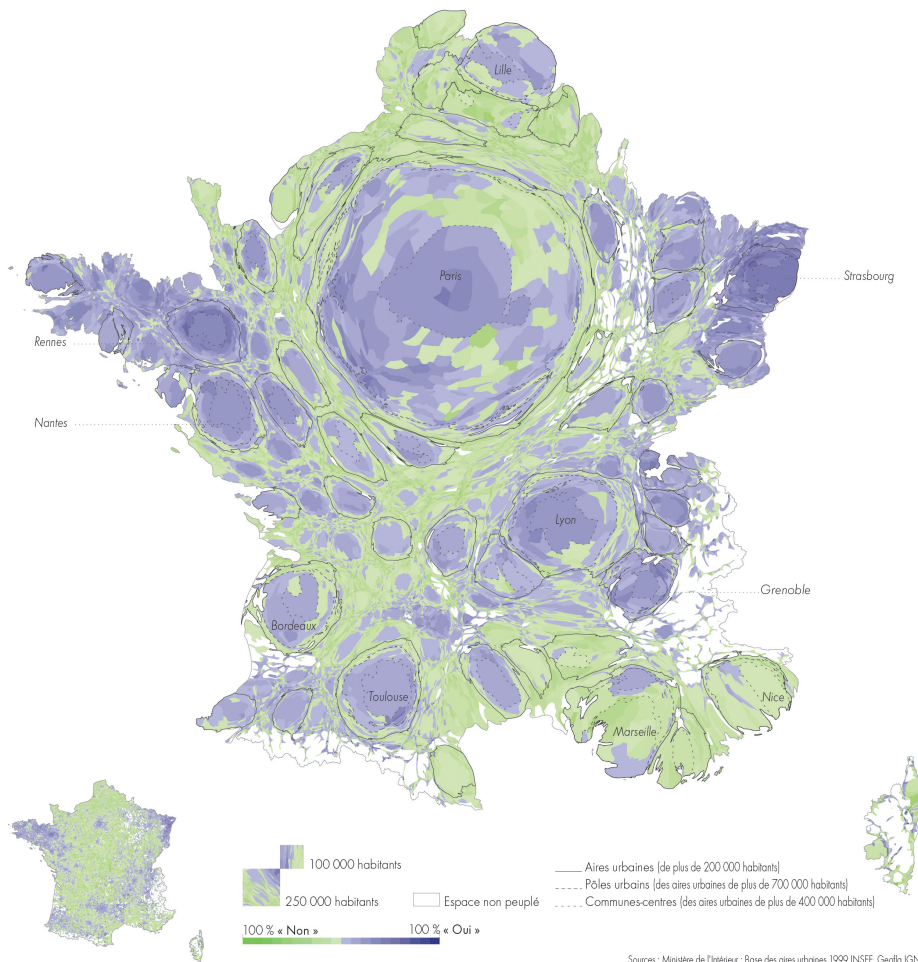 Lille
Paris
Strasbourg
Rennes
Nantes
Lyon
Grenoble
Bordeaux
Toulouse
Nice
Marseille
100 000 habitants
250 000 habitants
Espace non peuplé
Aires urbaines (de plus de 200 000 habitants)
Pôles urbains (des aires urbaines de plus de 700 000 habitants)
Communes-centres (des aires urbaines de plus de 400 000 habitants)
100 % « Non » 100 % « Oui »
Sources : Ministère de l'Intérieur ; Base des aires urbaines 1999 INSEE, Geofla IGN